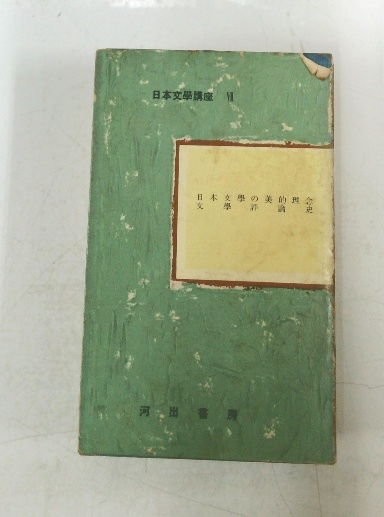 日本文學講座 Ⅶ
日本文學の美的理念
文學評論史
河出書房